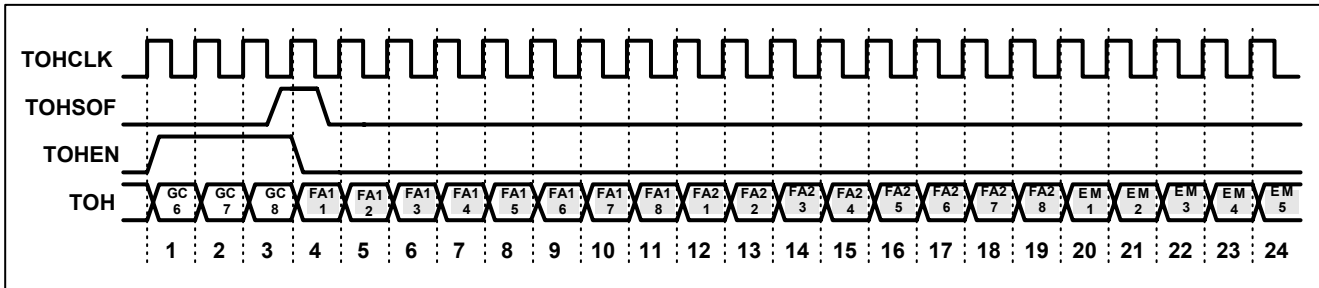 TOHCLK
TOHSOF
TOHEN
TOH
GC 6
GC 7
GC 8
FA1 1
FA1 2
FA1 3
FA1 4
FA1 5
FA1 6
FA1 7
FA1 8
FA2 1
FA2 2
FA2 3
FA2 4
FA2 5
FA2 6
FA2 7
FA2 8
EM 1
EM 2
EM 3
EM 4
EM 5
1 2 3 4 5 6 7 8 9 10 11 12 13 14 15 16 17 18 19 20 21 22 23 24